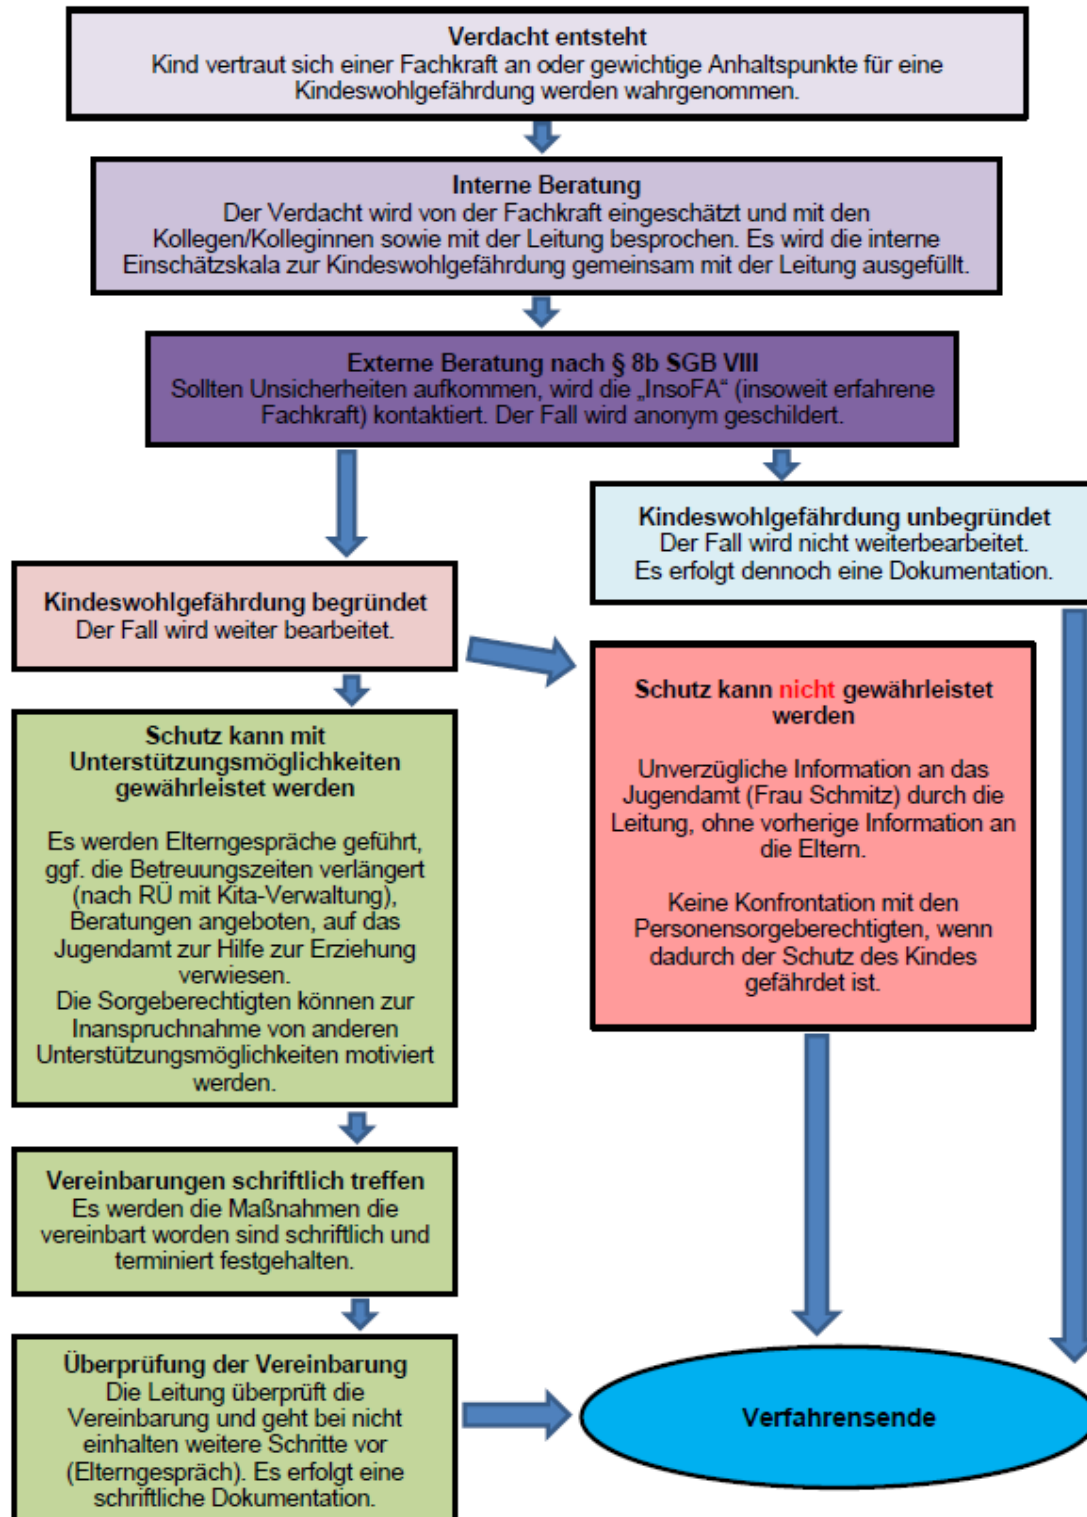 Verdacht entsteht
Kind vertraut sich einer Fachkraft an oder gewichtige Anhaltspunkte für eine
Kindeswohlgefährdung werden wahrgenommen.
Interne Beratung
Der Verdacht wird von der Fachkraft eingeschätzt und mit den
Kollegen/Kolleginnen sowie mit der Leitung besprochen. Es wird die interne
Einschätzskala zur Kindeswohlgefährdung gemeinsam mit der Leitung ausgefüllt.
Externe Beratung nach § 8b SGB VIII
Sollten Unsicherheiten aufkommen, wird die „InsoFA“ (insoweit erfahrene
Fachkraft) kontaktiert. Der Fall wird anonym geschildert.
Kindeswohlgefährdung unbegründet
Der Fall wird nicht weiterbearbeitet.
Es erfolgt dennoch eine Dokumentation.
Kindeswohlgefährdung begründet
Der Fall wird weiter bearbeitet.
Schutz kann nicht gewährleistet
werden
Unverzügliche Information an das
Jugendamt (Frau Schmitz) durch die
Leitung, ohne vorherige Information an
die Eltern.
Keine Konfrontation mit den
Personensorgeberechtigten, wenn
dadurch der Schutz des Kindes
gefährdet ist.
Schutz kann mit
Unterstützungsmöglichkeiten
gewährleistet werden
Es werden Elterngespräche geführt,
ggf. die Betreuungszeiten verlängert
(nach RÜ mit Kita-Verwaltung),
Beratungen angeboten, auf das
Jugendamt zur Hilfe zur Erziehung
verwiesen.
Die Sorgeberechtigten können zur
Inanspruchnahme von anderen
Unterstützungsmöglichkeiten motiviert
werden.
Vereinbarungen schriftlich treffen
Es werden die Maßnahmen die
vereinbart worden sind schriftlich und
terminiert festgehalten.
Überprüfung der Vereinbarung
Die Leitung überprüft die
Vereinbarung und geht bei nicht
einhalten weitere Schritte vor
(Elterngespräch). Es erfolgt eine
schriftliche Dokumentation.
Verfahrensende